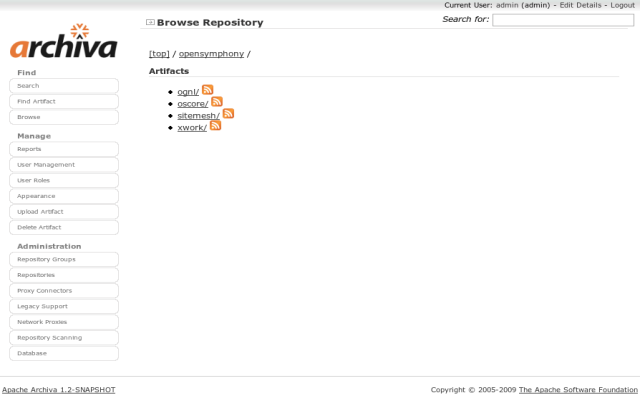 Current User: admin (admin) - Edit Details - Logout
Search for:
archiva
Browse Repository
[top] / opensymphony /
Artifacts
ognl/
oscore/
sitemesh/
xwork/
Find
Search
Find Artifact
Browse
Manage
Reports
User Management
User Roles
Appearance
Upload Artifact
Delete Artifact
Administration
Repository Groups
Repositories
Proxy Connectors
Legacy Support
Network Proxies
Repository Scanning
Database
Apache Archiva 1.2-SNAPSHOT
Copyright © 2005-2009 The Apache Software Foundation